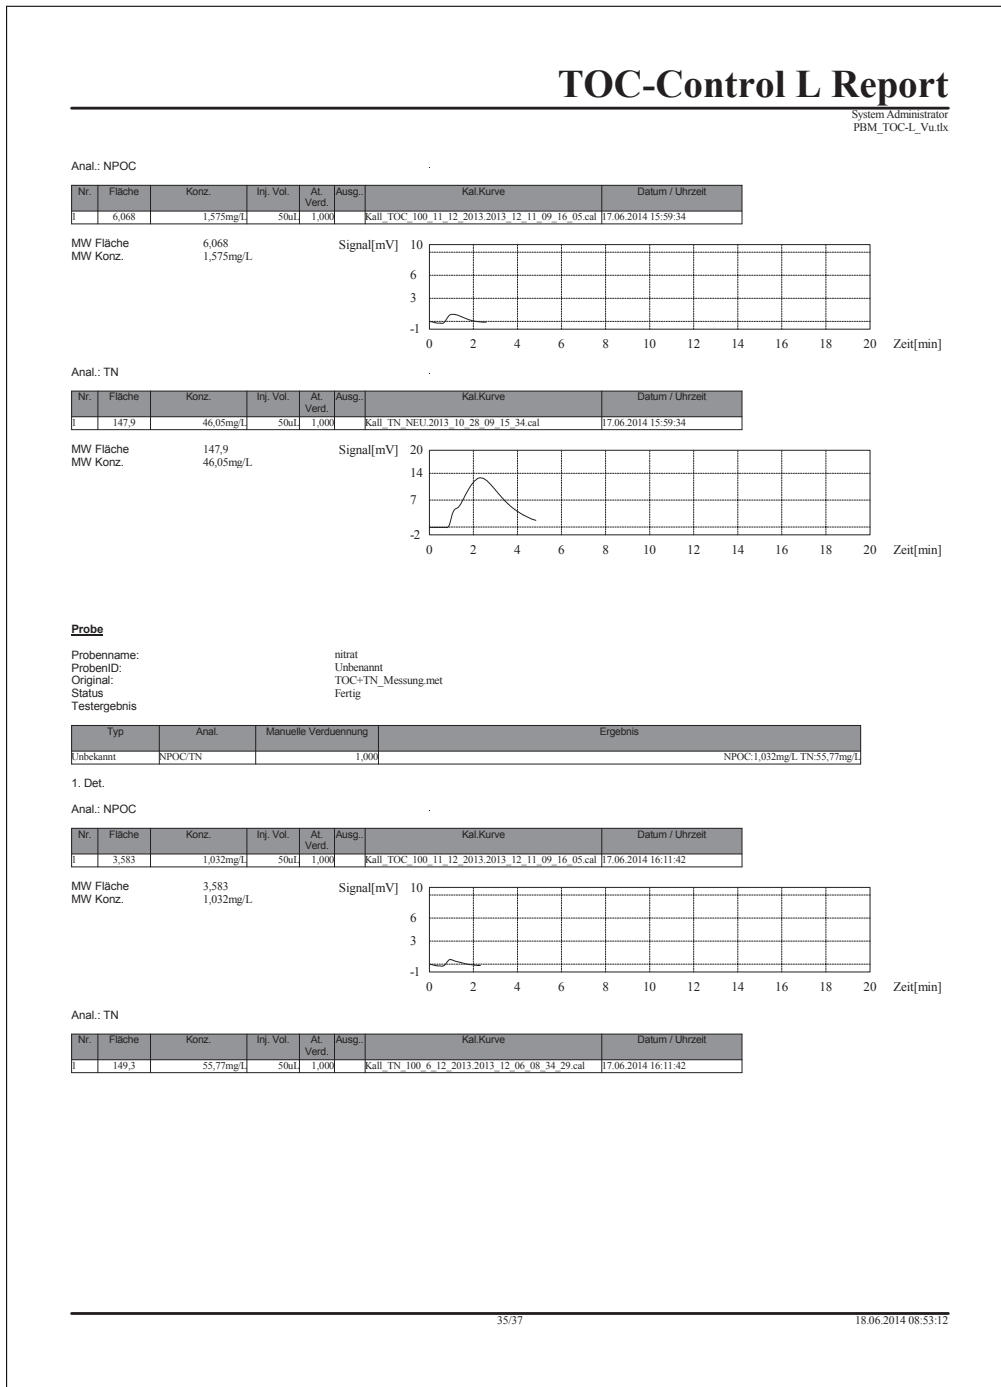 TOC-Control L Report
System Administrator
PBM_TOC-L_Vu.tlx
Anal.: NPOC
Nr. Fläche Konz. Inj. Vol. At. Verd. Ausg.. Kal.Kurve Datum / Uhrzeit
1 6,068 1,575mg/L 50uL 1,000 Kall_TOC_100_11_12_2013.2013_12_11_09_16_05.cal 17.06.2014 15:59:34
MW Fläche 6,068
MW Konz. 1,575mg/L
Signal[mV] 10
6
3
-1
0 2 4 6 8 10 12 14 16 18 20 Zeit[min]
Anal.: TN
Nr. Fläche Konz. Inj. Vol. At. Verd. Ausg.. Kal.Kurve Datum / Uhrzeit
1 147,9 46,05mg/L 50uL 1,000 Kall_TN_NEU.2013_10_28_09_15_34.cal 17.06.2014 15:59:34
MW Fläche 147,9
MW Konz. 46,05mg/L
Signal[mV] 20
14
7
-2
0 2 4 6 8 10 12 14 16 18 20 Zeit[min]
Probe
Probenname: nitrat
ProbenID: Unbenannt
Original: TOC+TN_Messung.met
Status Fertig
Testergebnis
Typ Anal. Manuelle Verduennung Ergebnis
Unbekannt NPOC/TN 1,000 NPOC:1,032mg/L TN:55,77mg/L
1. Det.
Anal.: NPOC
Nr. Fläche Konz. Inj. Vol. At. Verd. Ausg.. Kal.Kurve Datum / Uhrzeit
1 3,583 1,032mg/L 50uL 1,000 Kall_TOC_100_11_12_2013.2013_12_11_09_16_05.cal 17.06.2014 16:11:42
MW Fläche 3,583
MW Konz. 1,032mg/L
Signal[mV] 10
6
3
-1
0 2 4 6 8 10 12 14 16 18 20 Zeit[min]
Anal.: TN
Nr. Fläche Konz. Inj. Vol. At. Verd. Ausg.. Kal.Kurve Datum / Uhrzeit
1 149,3 55,77mg/L 50uL 1,000 Kall_TN_100_6_12_2013.2013_12_06_08_34_29.cal 17.06.2014 16:11:42
35/37 18.06.2014 08:53:12